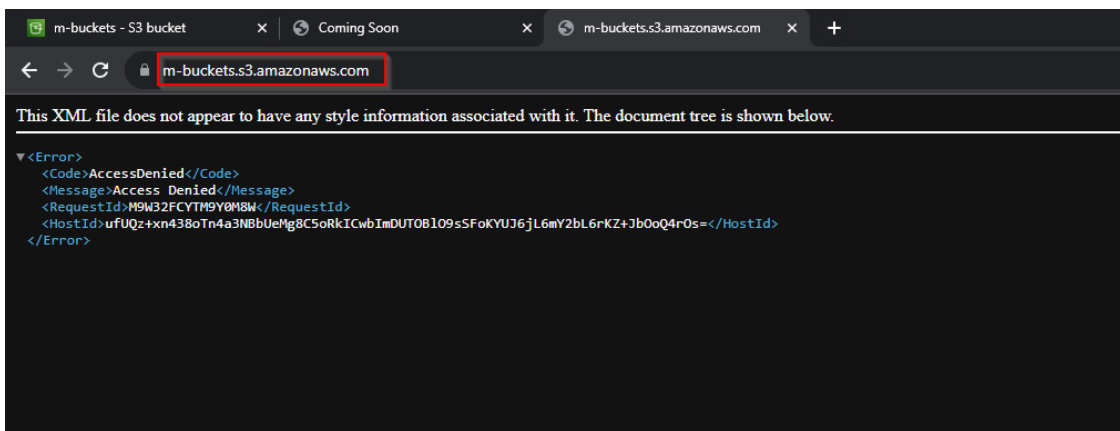 m-buckets - S3 bucket
Coming Soon
m-buckets.s3.amazonaws.com
m-buckets.s3.amazonaws.com
This XML file does not appear to have any style information associated with it. The document tree is shown below.
<Error>
<Code>AccessDenied</Code>
<Message>Access Denied</Message>
<RequestId>M9W32FCYTM9Y0M8W</RequestId>
<HostId>ufUQz+xn438oTn4a3NBbUeMg8C5oRkICwbImDUTOBlO9sSFoKYUJ6jL6mY2bL6rKZ+JbOoQ4rOs=</HostId>
</Error>